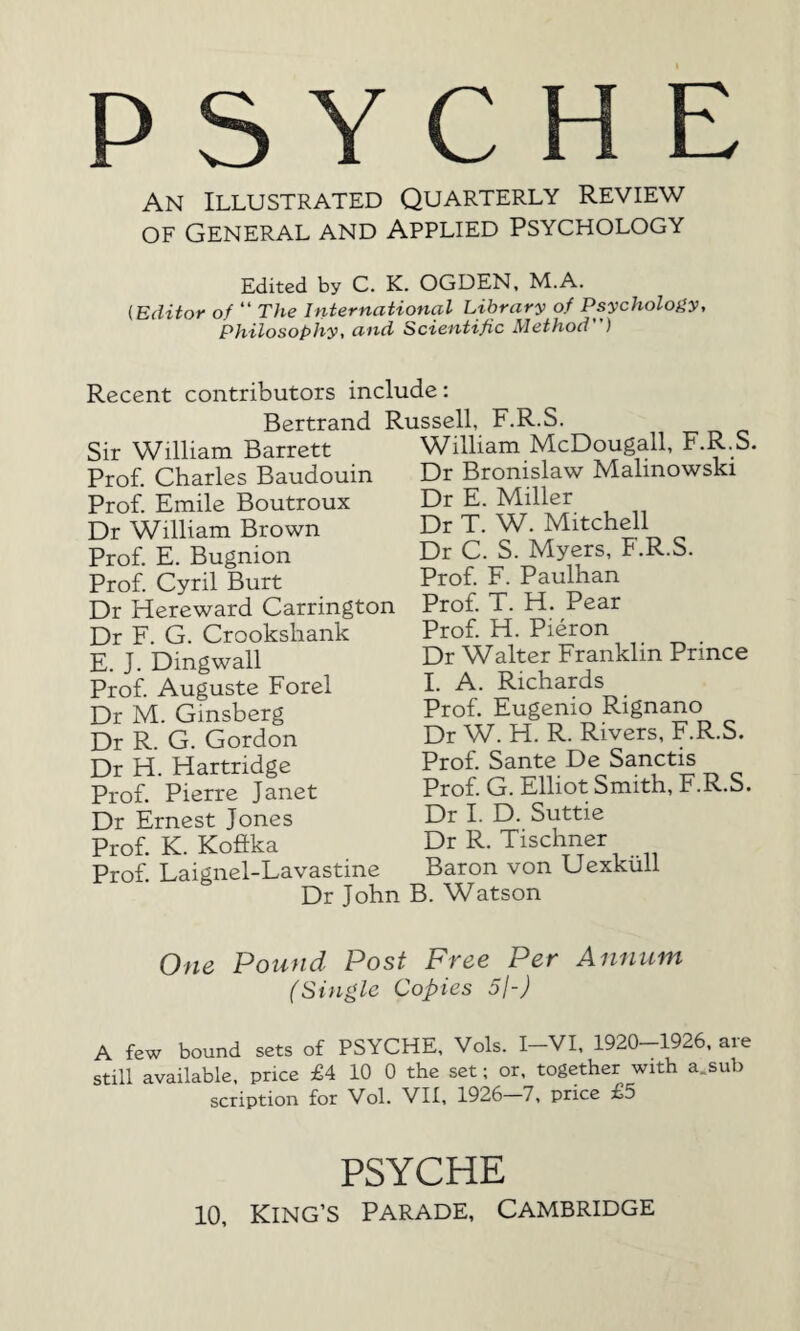 PSYCHE
AN ILLUSTRATED QUARTERLY REVIEW
OF GENERAL AND APPLIED PSYCHOLOGY
Edited by C. K. OGDEN, M.A.
(Editor of “ The International Library of Psychology,
Philosophy, and Scientific Method”)
Recent contributors include:
Bertrand Russell, F.R.S.
Sir William Barrett
Prof. Charles Baudouin
Prof. Emile Boutroux
Dr William Brown
Prof. E. Bugnion
Prof. Cyril Burt
Dr Hereward Carrington
Dr F. G. Crookshank
E. J. Dingwall
Prof. Auguste Forel
Dr M. Ginsberg
Dr R. G. Gordon
Dr H. Hartridge
Prof. Pierre Janet
Dr Ernest Jones
Prof. K. Koffka
Prof. Laignel-Lavastine
William McDougall, F.R.S.
Dr Bronislaw Malinowski
Dr E. Miller
Dr T. W. Mitchell
Dr C. S. Myers, F.R.S.
Prof. F. Paulhan
Prof. T. H. Pear
Prof. H. Piéron
Dr Walter Franklin Prince
I. A. Richards
Prof. Eugenio Rignano
Dr W. H. R. Rivers, F.R.S.
Prof. Sante De Sanctis
Prof. G. Elliot Smith, F.R.S.
Dr I. D. Suttie
Dr R. Tischner
Baron von Uexküll
Dr John B. Watson
One Pound Post Free Per Annum
(Single Copies 5/-)
A few bound sets of PSYCHE, Vols. I—VI, 1920—1926, are
still available, price £4 10 0 the set; or, together with a sub
scription for Vol. VII, 1926—7, price £5
PSYCHE
10, KING'S PARADE, CAMBRIDGE